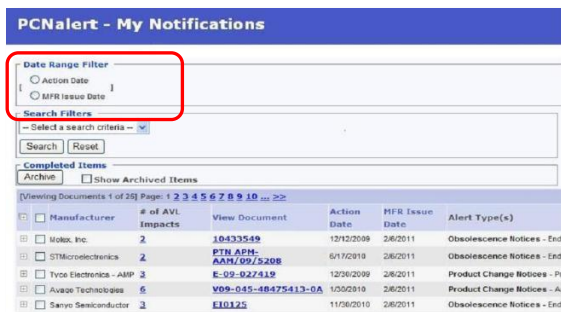 PCNalert - My Notifications
Date Range Filter
Action Date
[ ]
MFR Issue Date
Search Filters
-- Select a search criteria --
Search Reset
Completed Items
Archive Show Archived Items
[Viewing Documents 1 of 25] Page: 1 2 3 4 5 6 7 8 9 10 ... >>
Manufacturer # of AVL Impacts View Document Action Date MFR Issue Date Alert Type(s)
Molex, Inc. 2 10433549 12/12/2009 2/6/2011 Obsolescence Notices - End
STMicroelectronics 2 PTN APM-AAM/09/5208 6/17/2010 2/6/2011 Obsolescence Notices - End
Tyco Electronics - AMP 3 E-09-027419 12/30/2009 2/6/2011 Product Change Notices - P
Avago Technologies 6 V09-045-48475413-0A 1/30/2010 2/6/2011 Product Change Notices - A
Sanyo Semiconductor 3 EI0125 11/30/2010 2/6/2011 Obsolescence Notices - End